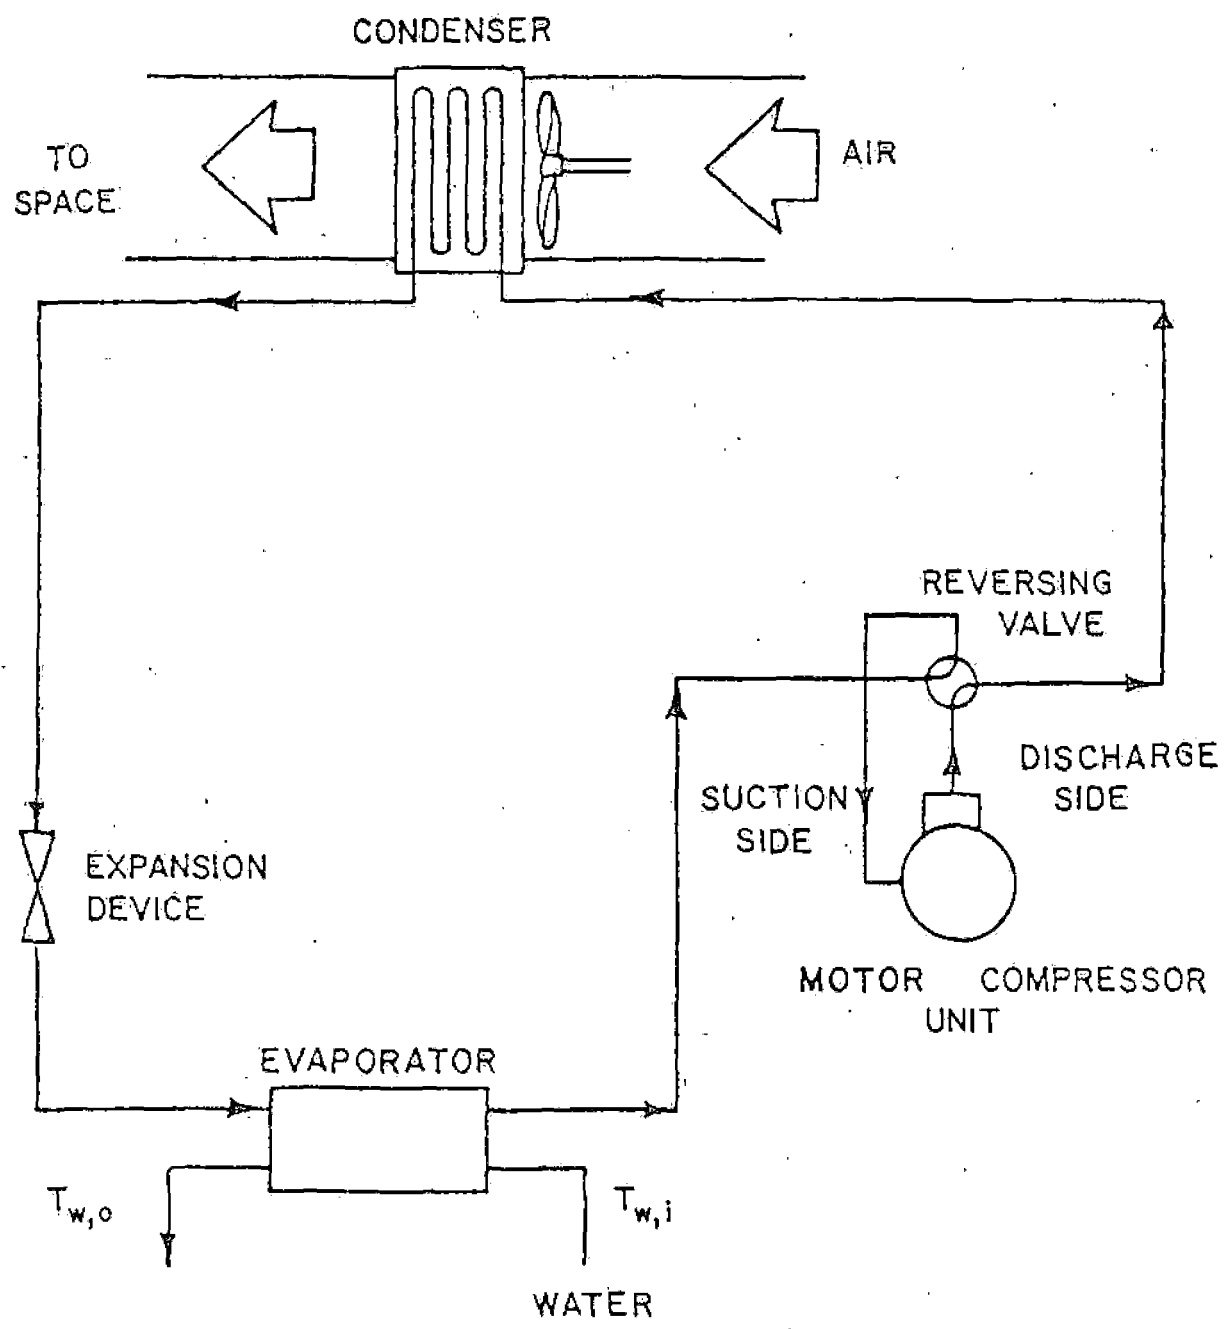 CONDENSER
AIR
TO
SPACE
REVERSING
VALVE
DISCHARGE
SIDE
SUCTION
SIDE
EXPANSION
DEVICE
MOTOR COMPRESSOR
UNIT
EVAPORATOR
Tw,o
Tw,i
WATER